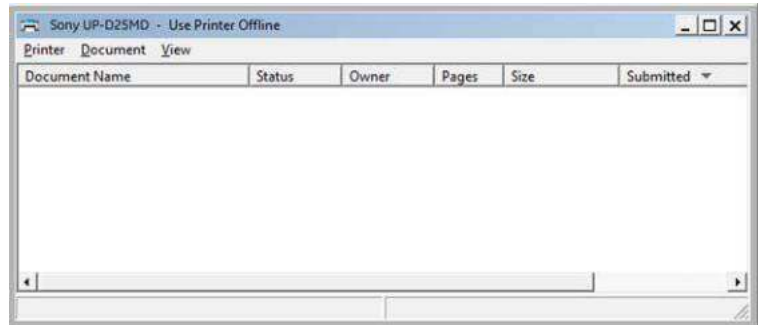 Sony UP-D25MD - Use Printer Offline
Printer Document View
Document Name Status Owner Pages Size Submitted